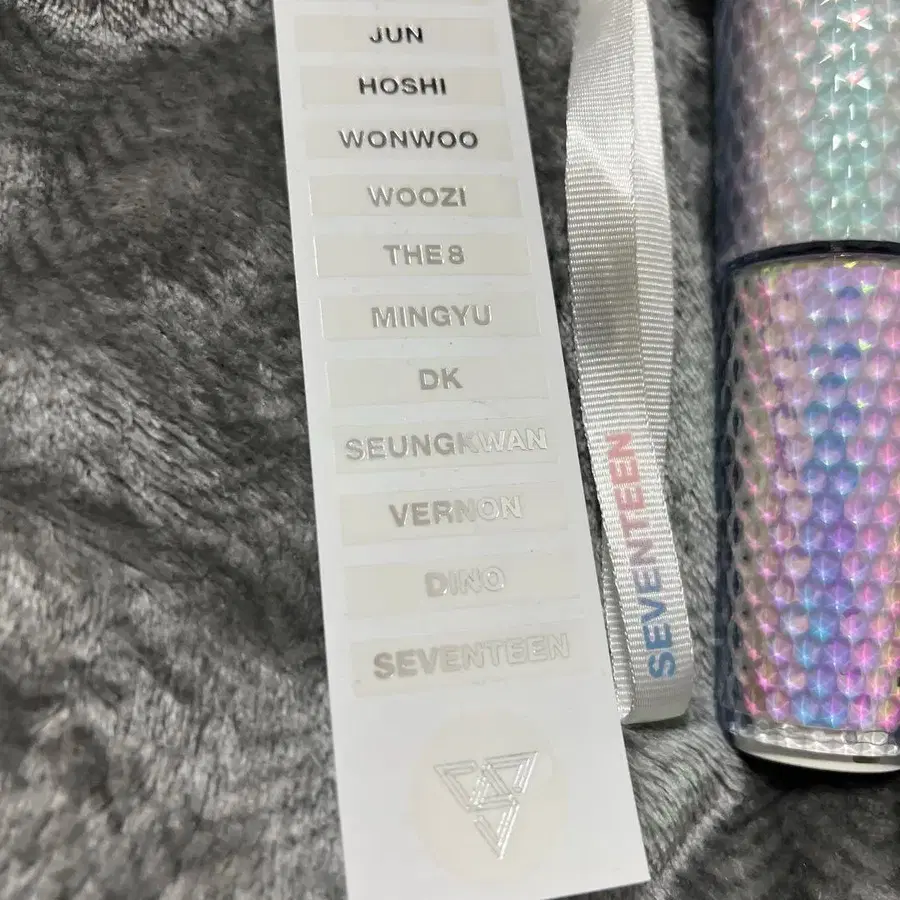 JUN
HOSHI
WONWOO
WOOZI
THE 8
MINGYU
DK
SEUNGKWAN
VERNON
DINO
SEVENTEEN
SEVENTEEN